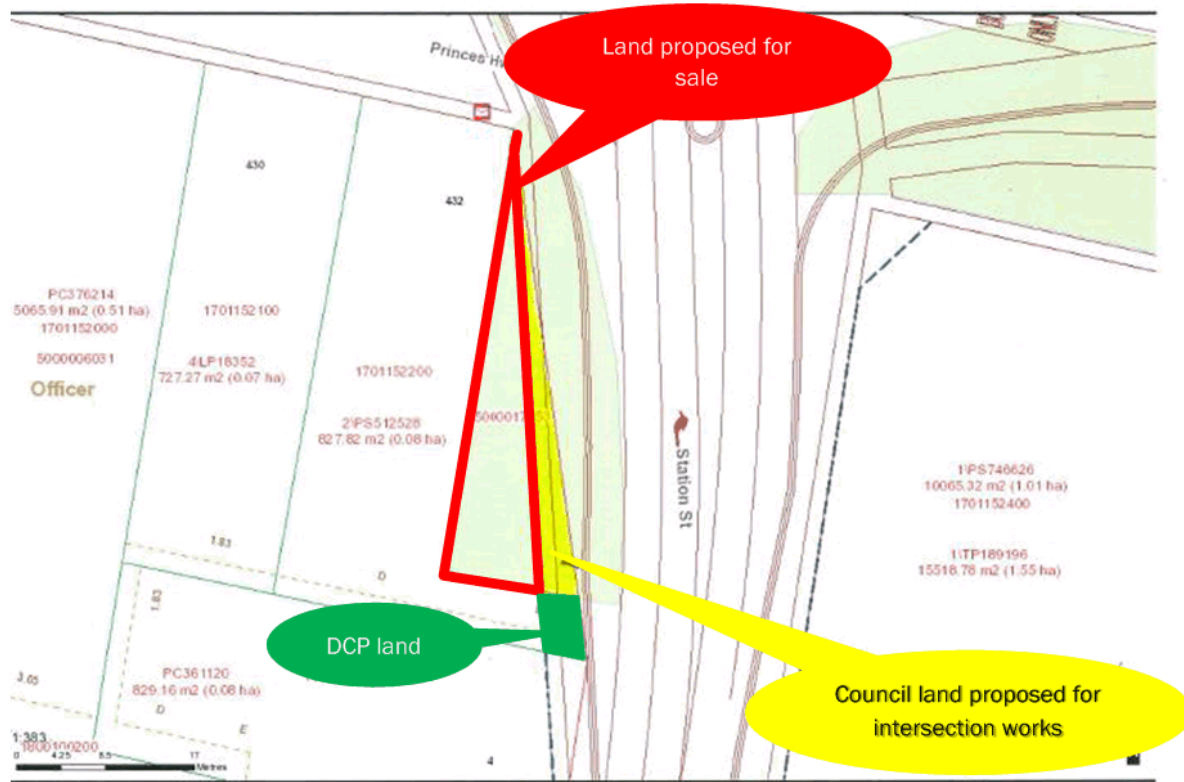 Land proposed for
sale
Princes
430
432
PC376214
5065.91 m2 (0.51 ha)
1701152000
5000006031
Officer
1701152100
4\LP18352
727.27 m2 (0.07 ha)
1701152200
2\PS512528
827.82 m2 (0.08 ha)
Station St
1\PS746626
10065.32 m2 (1.01 ha)
1701152400
1\TP189196
15518.78 m2 (1.55 ha)
1.83
D
1.83
DCP land
PC361120
829.16 m2 (0.08 ha)
3.05
D
E
Council land proposed for
intersection works
1:383
1800100200
0 4.25 8.5 17
Metres
4